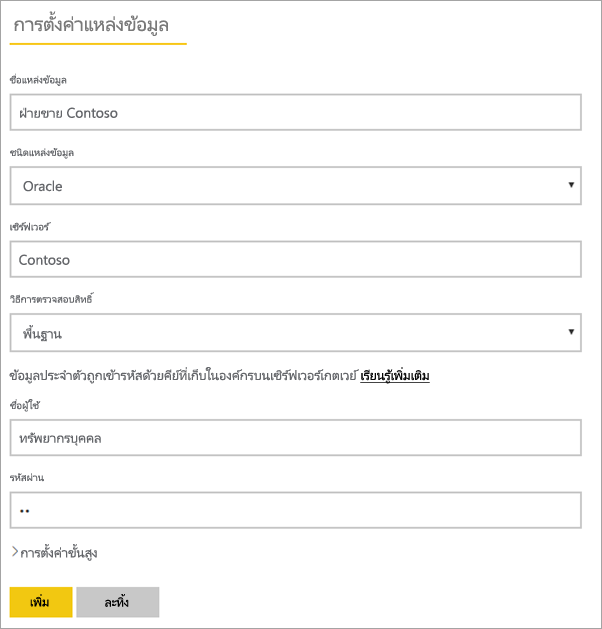 การตั้งค่าแหล่งข้อมูล
ชื่อแหล่งข้อมูล
ฝ่ายขาย Contoso
ชนิดแหล่งข้อมูล
Oracle
เซิร์ฟเวอร์
Contoso
วิธีการตรวจสอบสิทธิ์
พื้นฐาน
ข้อมูลประจำตัวถูกเข้ารหัสด้วยคีย์ที่เก็บในองค์กรบนเซิร์ฟเวอร์เกตเวย์ เรียนรู้เพิ่มเติม
ชื่อผู้ใช้
ทรัพยากรบุคคล
รหัสผ่าน
••
>การตั้งค่าขั้นสูง
เพิ่ม ละทิ้ง